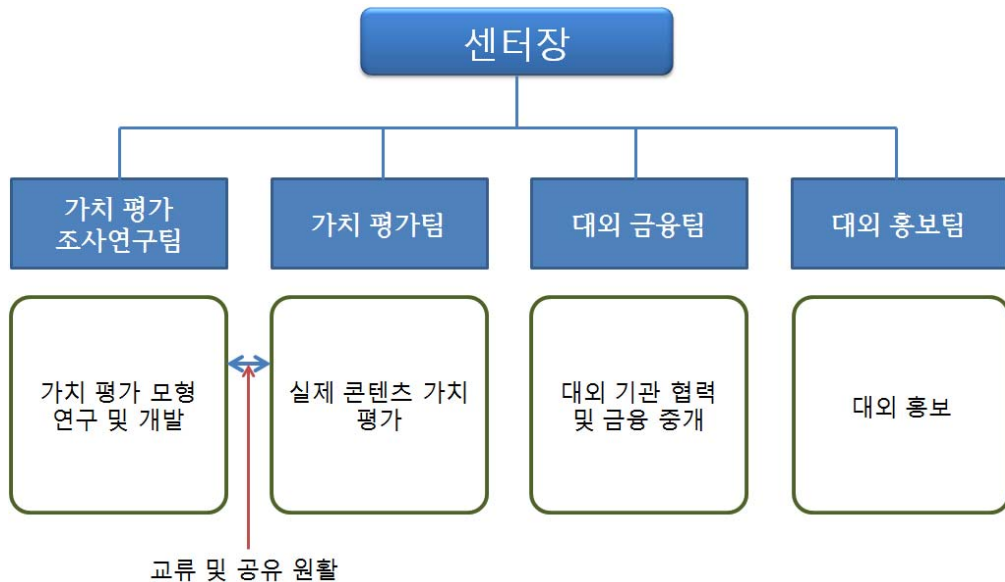 센터장
가치 평가
조사연구팀
가치 평가팀
대외 금융팀
대외 홍보팀
가치 평가 모형
연구 및 개발
실제 콘텐츠 가치
평가
대외 기관 협력
및 금융 중개
대외 홍보
교류 및 공유 원활